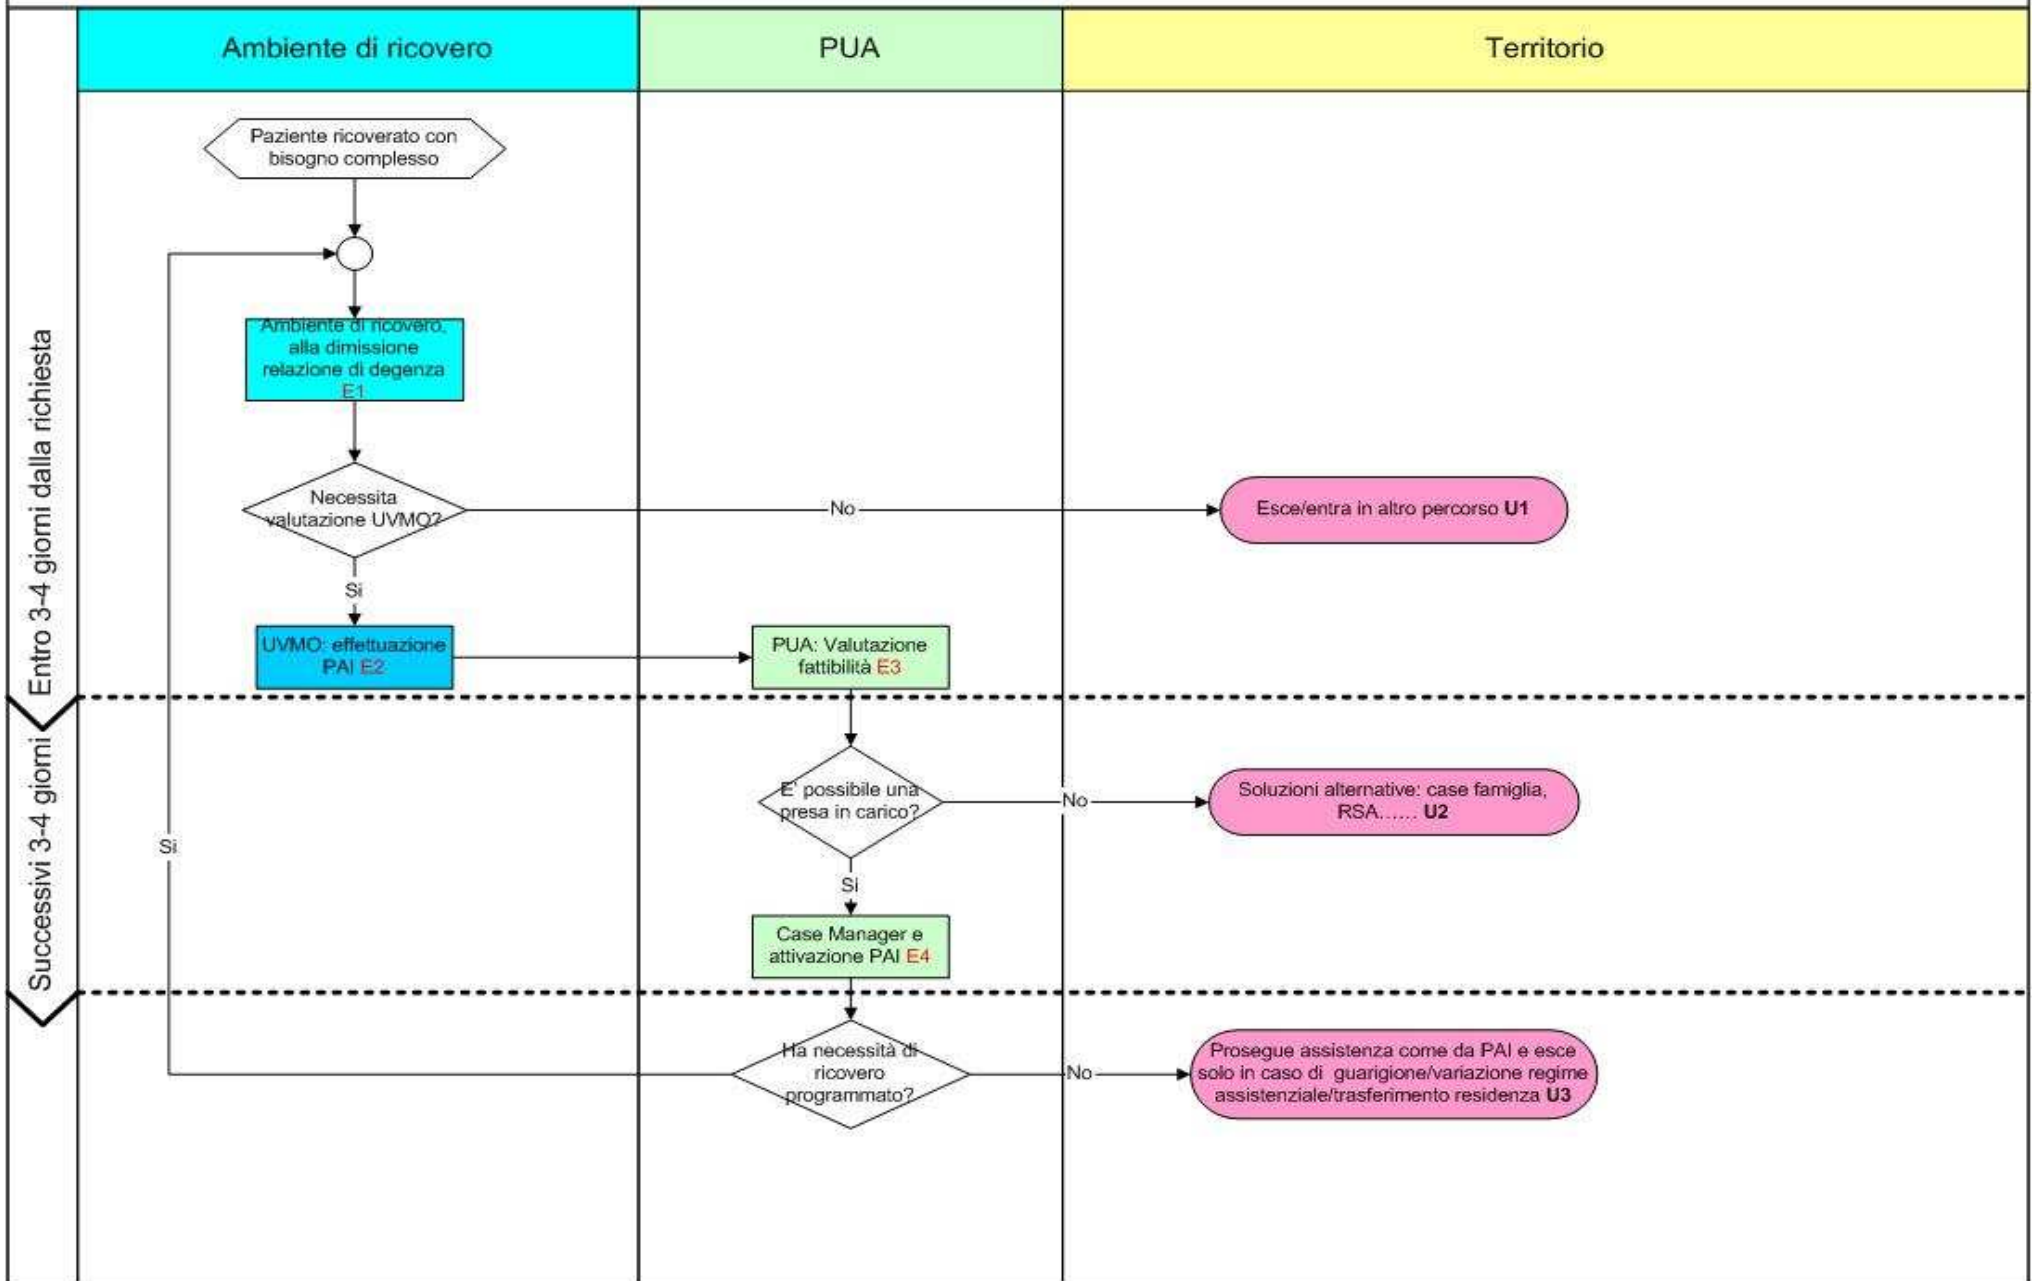 Ambiente di ricovero
PUA
Territorio
Entro 3-4 giorni dalla richiesta
Paziente ricoverato con
bisogno complesso
Ambiente di ricovero,
alla dimissione
relazione di degenza
E1
Necessita
valutazione UVMO?
No
Esce/entra in altro percorso U1
Si
UVMO: effettuazione
PAI E2
PUA: Valutazione
fattibilità E3
Successivi 3-4 giorni
E' possibile una
presa in carico?
No
Soluzioni alternative: case famiglia,
RSA...... U2
Si
Si
Case Manager e
attivazione PAI E4
Ha necessità di
ricovero
programmato?
No
Prosegue assistenza come da PAI e esce
solo in caso di guarigione/variazione regime
assistenziale/trasferimento residenza U3